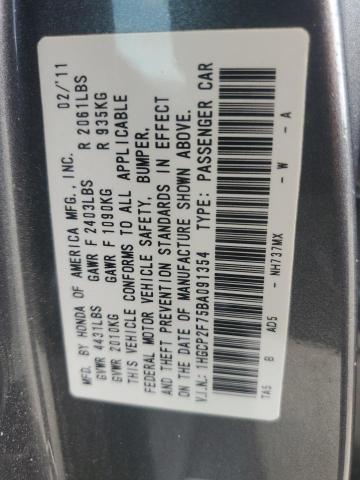 MFD. BY HONDA OF AMERICA MFG., INC. 02/'11
GVWR 4431LBS GAWR F 2403LBS R 2061LBS
GVWR 2010KG GAWR F 1090KG R 935KG
THIS VEHICLE CONFORMS TO ALL APPLICABLE
FEDERAL MOTOR VEHICLE SAFETY, BUMPER,
AND THEFT PREVENTION STANDARDS IN EFFECT
ON THE DATE OF MANUFACTURE SHOWN ABOVE.
V.I.N.: 1HGCP2F75BA091354 TYPE: PASSENGER CAR
TA5 B AD5 - NH737MX - W - A